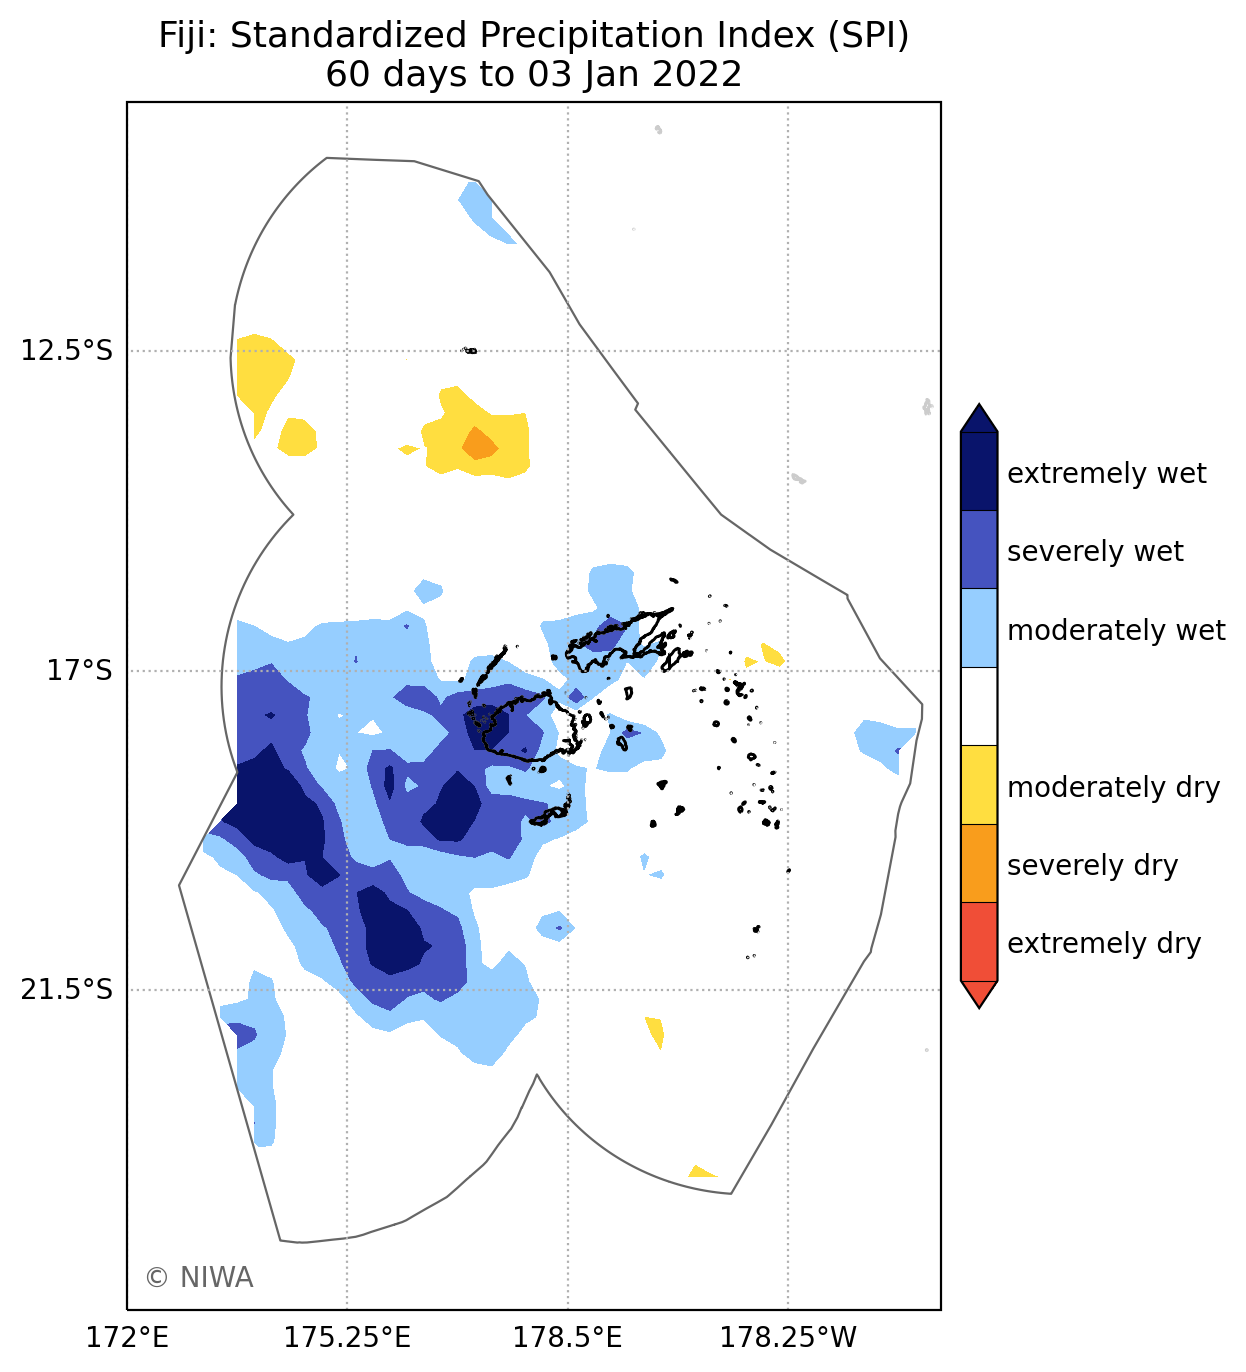 Fiji: Standardized Precipitation Index (SPI)
60 days to 03 Jan 2022
12.5°S
17°S
21.5°S
172°E
175.25°E
178.5°E
178.25°W
extremely wet
severely wet
moderately wet
moderately dry
severely dry
extremely dry
© NIWA